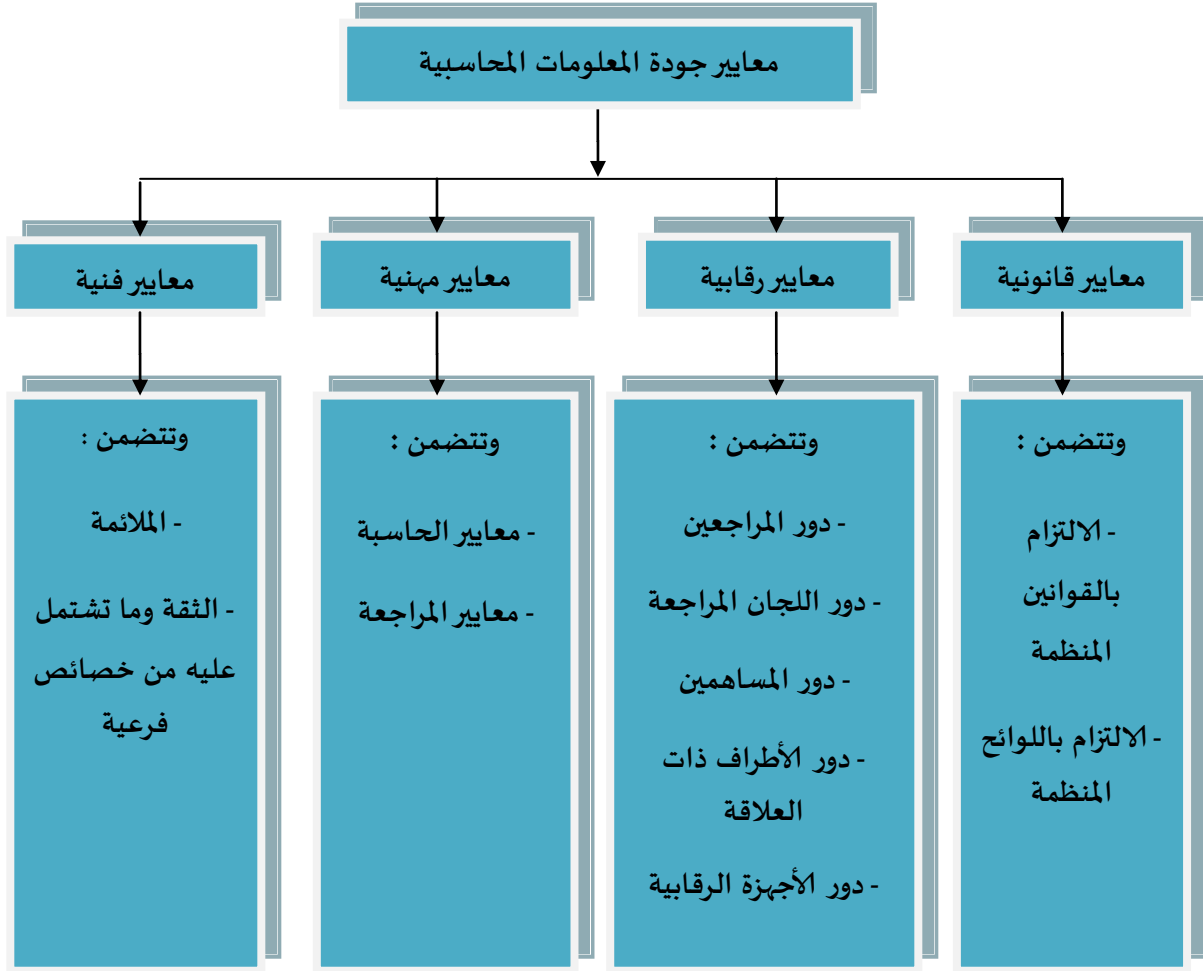 معايير جودة المعلومات المحاسبية
معايير قانونية
معايير رقابية
معايير مهنية
معايير فنية
وتتضمن :
- الالتزام
بالقوانين
المنظمة
- الالتزام باللوائح
المنظمة
وتتضمن :
- دور المراجعين
- دور اللجان المراجعة
- دور المساهمين
- دور الأطراف ذات
العلاقة
- دور الأجهزة الرقابية
وتتضمن :
- معايير الحاسبة
- معايير المراجعة
وتتضمن :
- الملائمة
- الثقة وما تشتمل
عليه من خصائص
فرعية